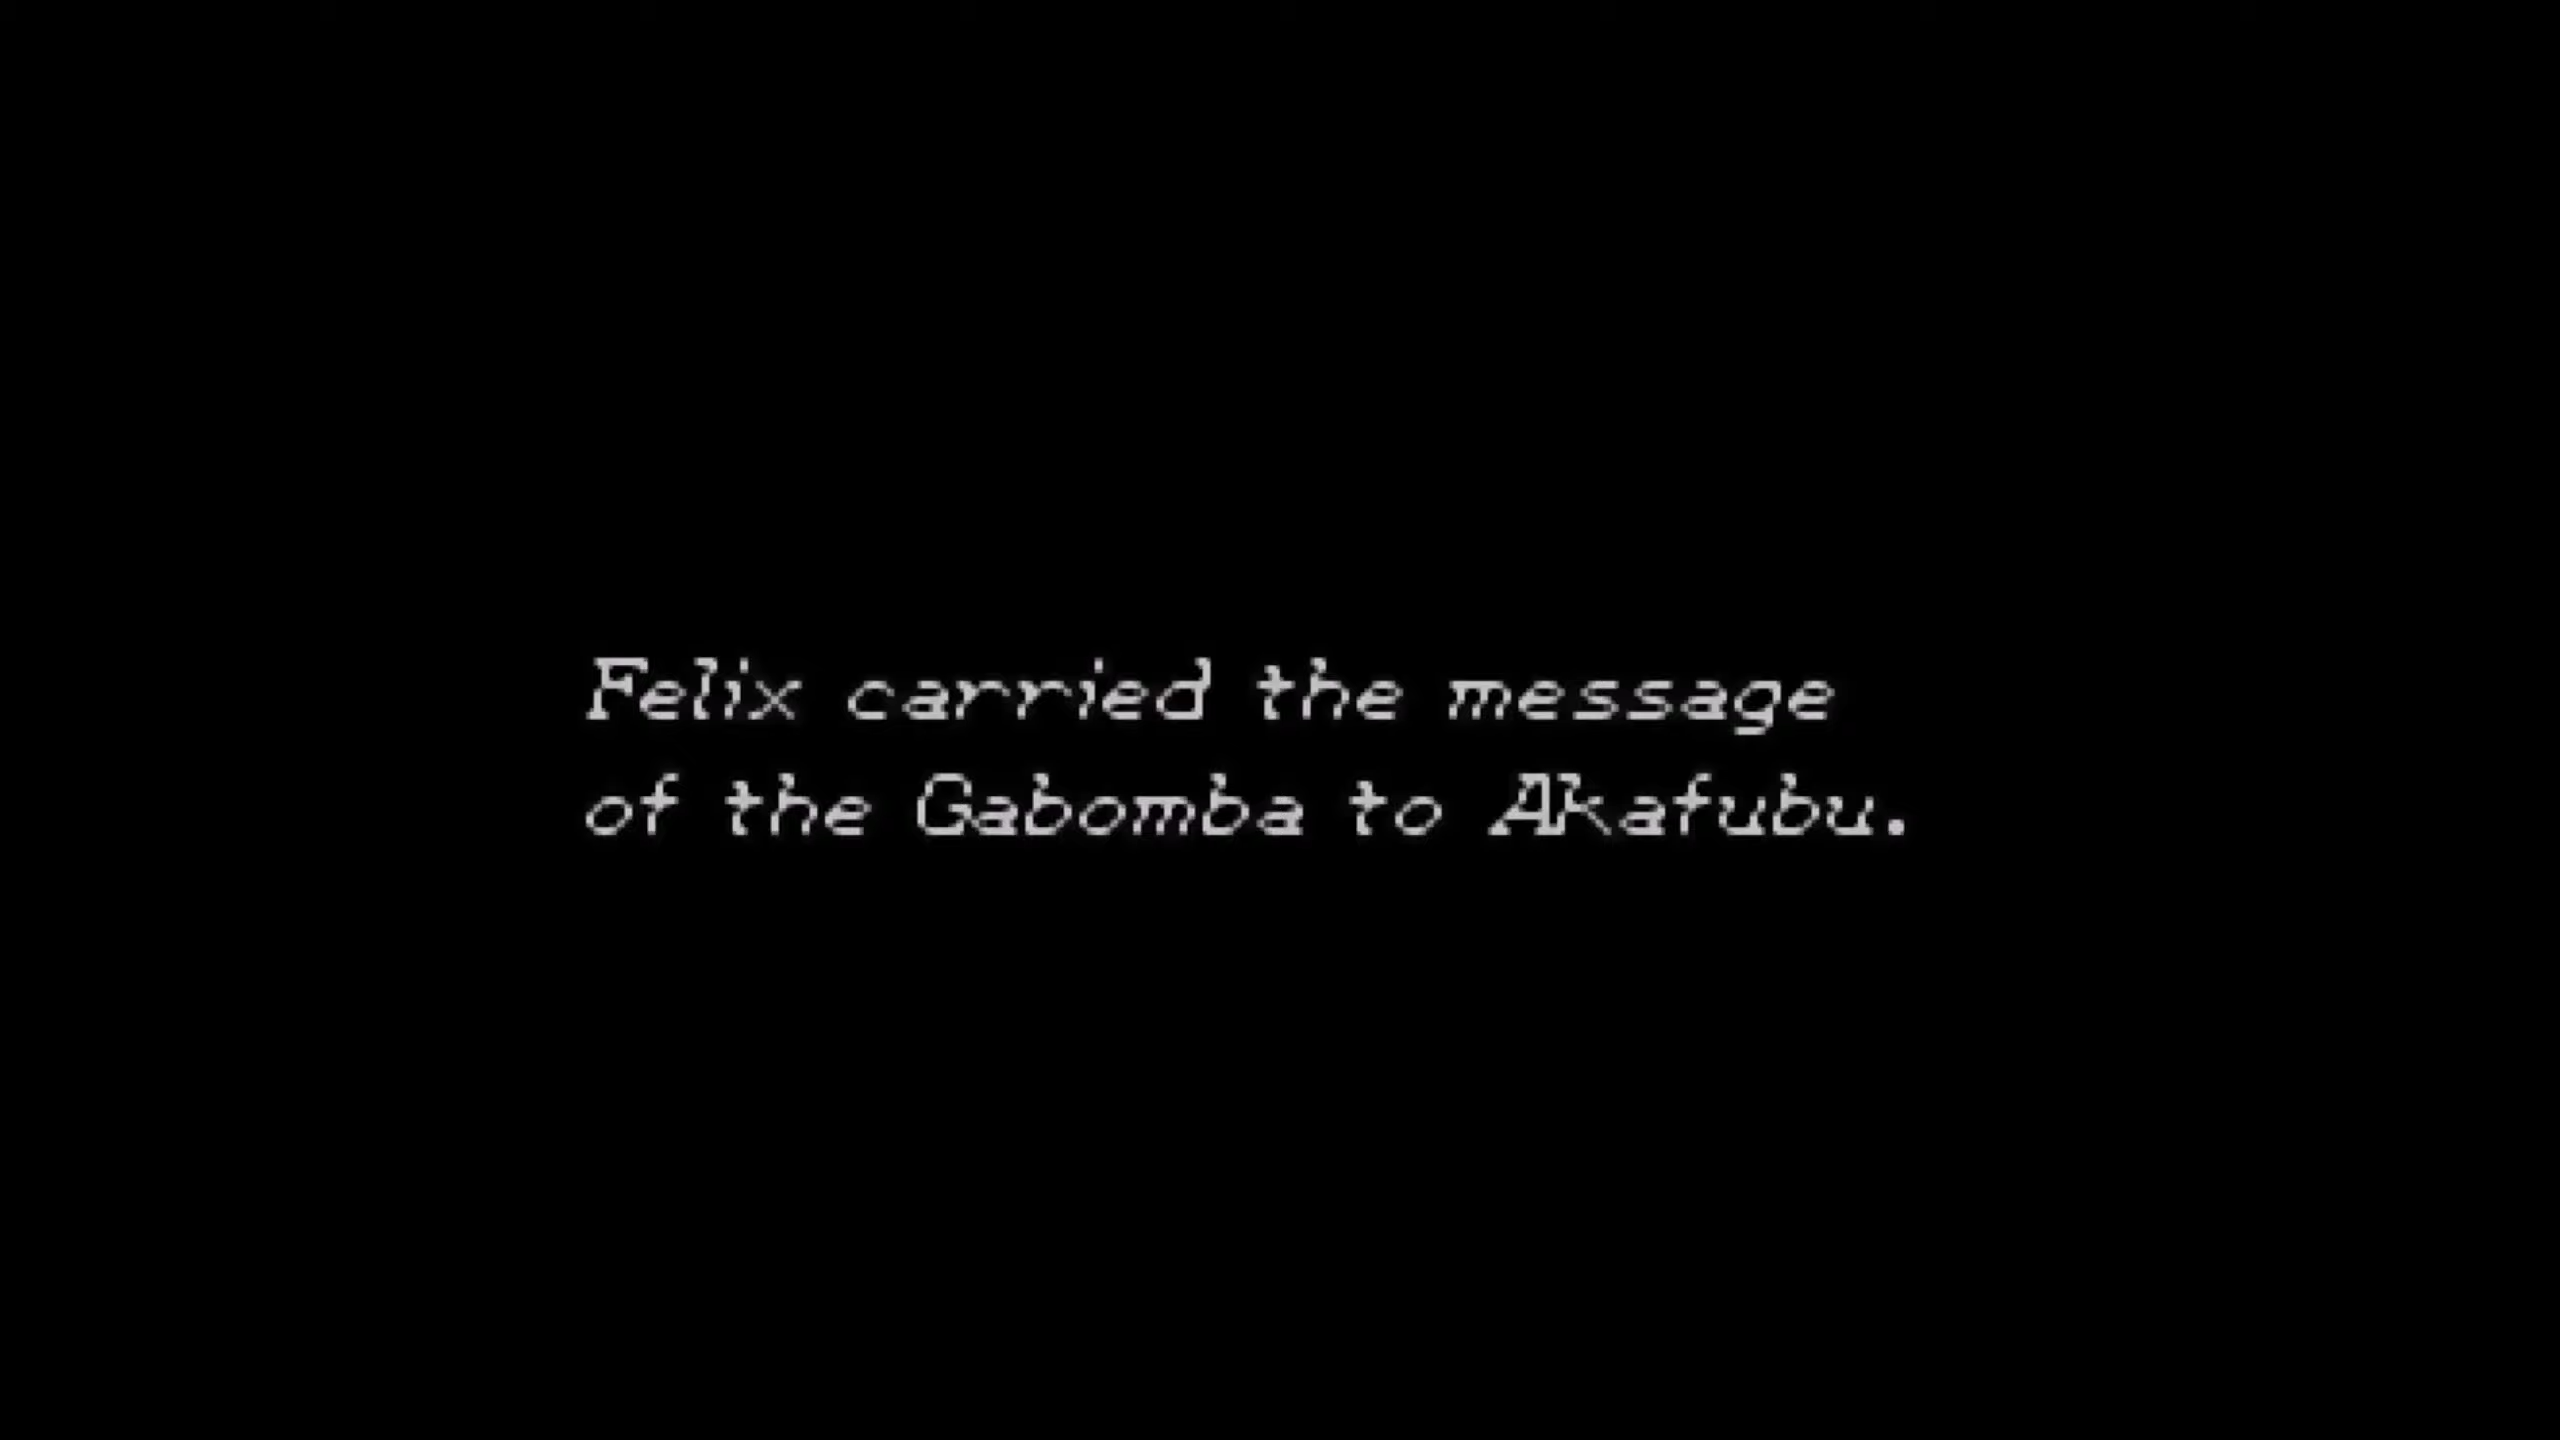 Felix carried the message
of the Gabomba to Akafubu.